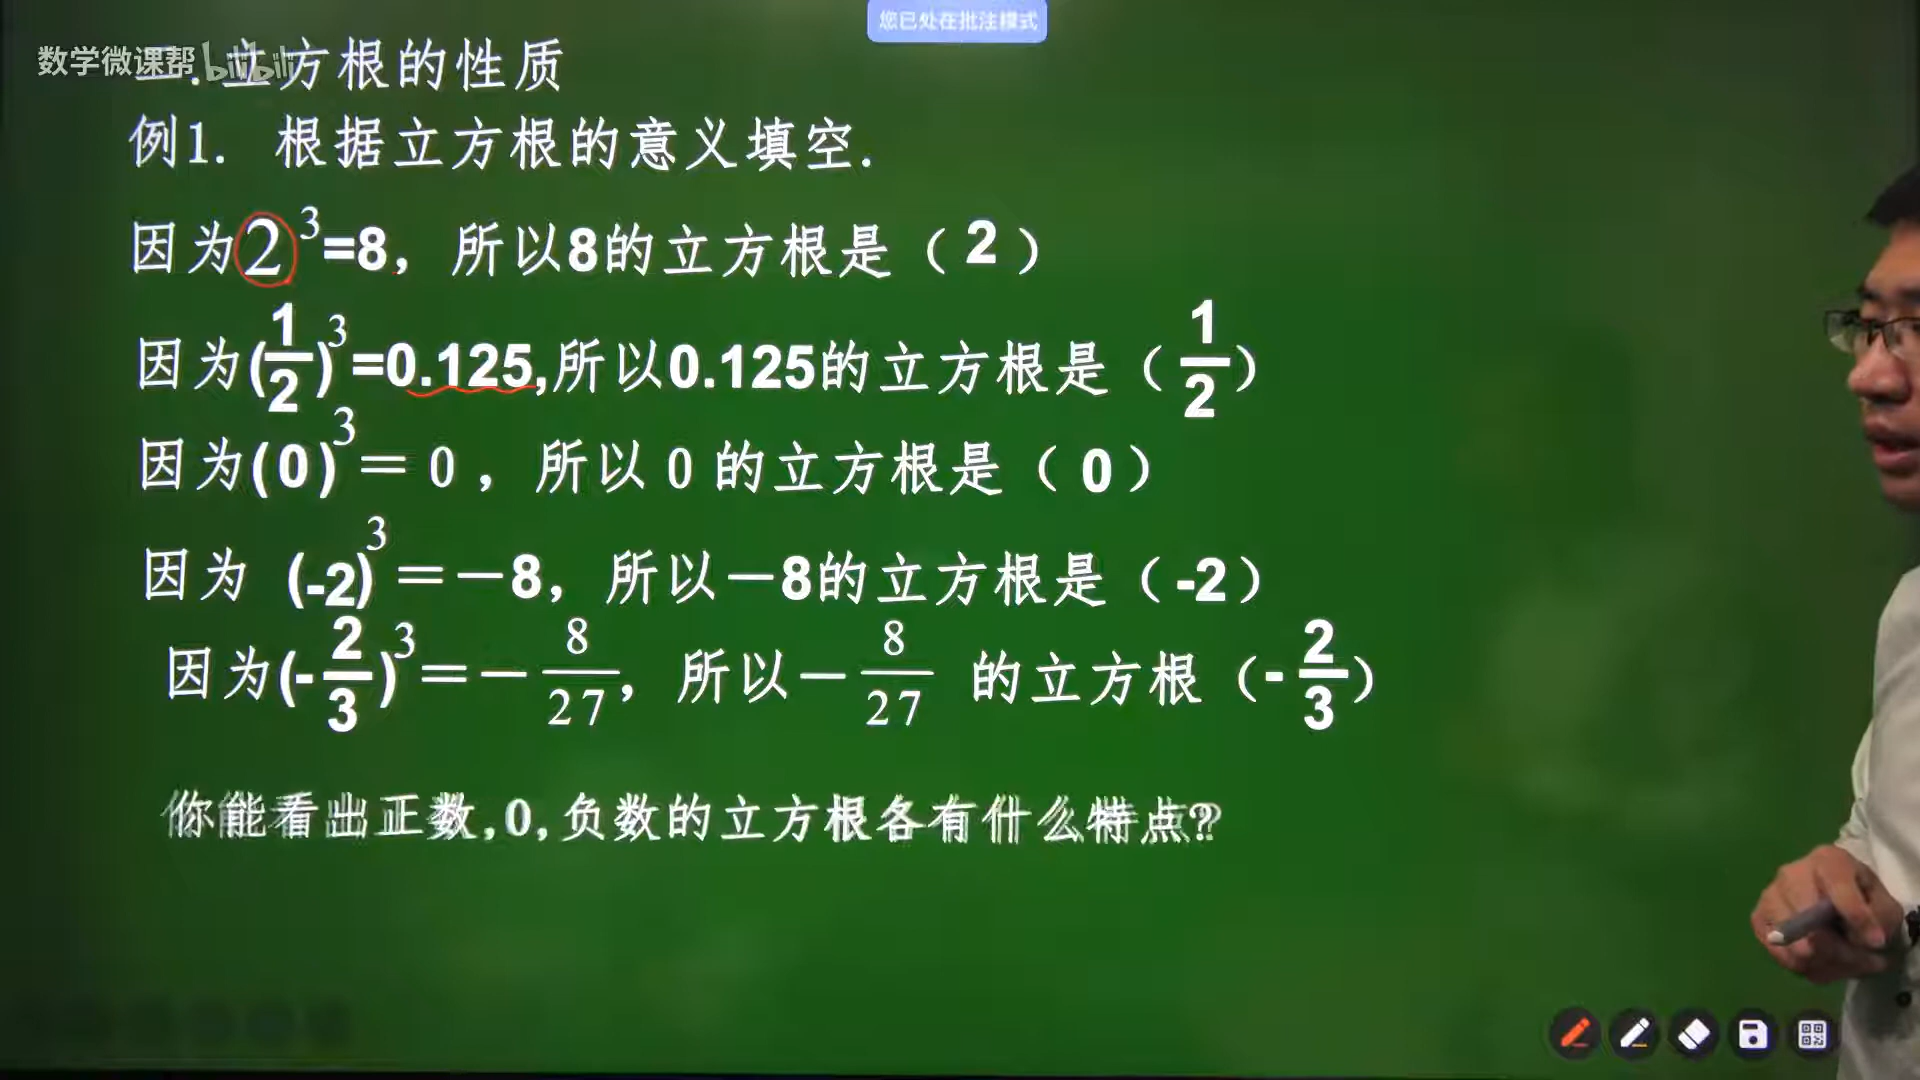 您已处在批注模式
数学微课帮 bilibili
二.立方根的性质
例1. 根据立方根的意义填空.
因为2³=8，所以8的立方根是（2）
因为(1/2)³=0.125,所以0.125的立方根是（1/2）
因为(0)³＝0，所以0的立方根是（0）
因为 (-2)³＝－8，所以－8的立方根是（-2）
因为(-2/3)³＝－8/27，所以－8/27 的立方根（-2/3）
你能看出正数,0,负数的立方根各有什么特点?